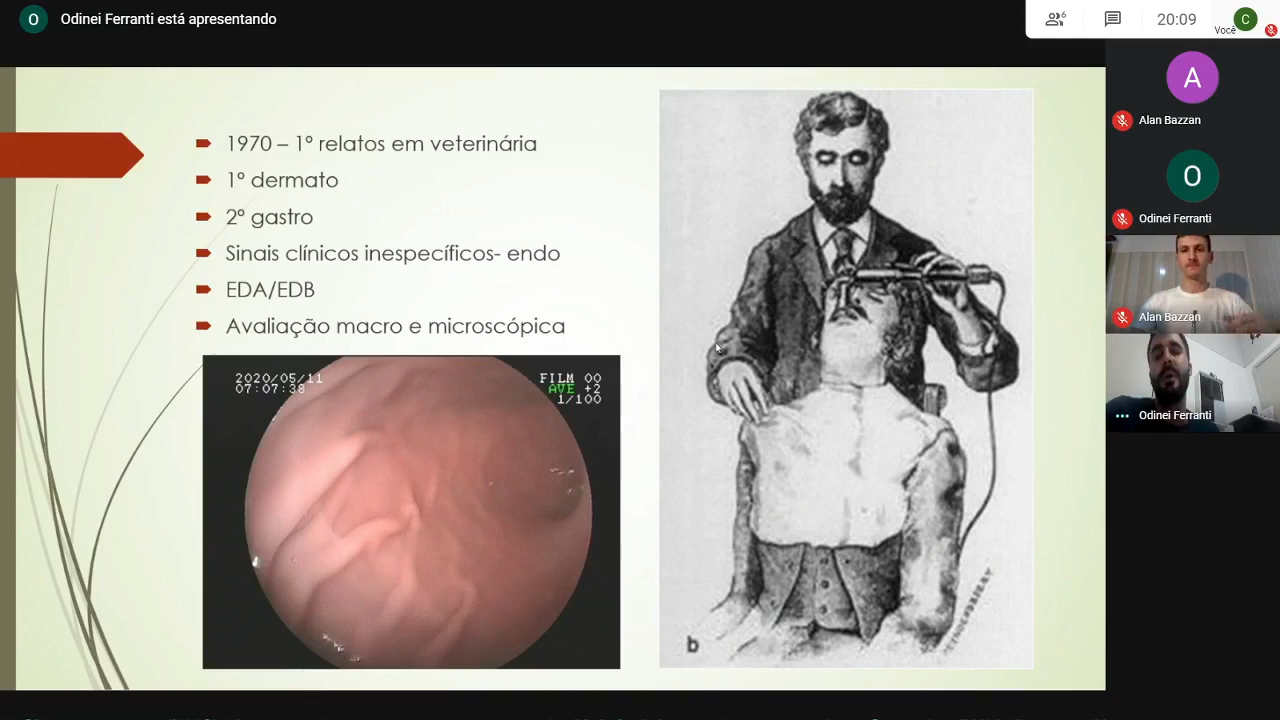 O
Odinei Ferranti está apresentando
6
20:09
C
Você
1970 – 1º relatos em veterinária
1º dermato
2º gastro
Sinais clínicos inespecíficos- endo
EDA/EDB
Avaliação macro e microscópica
2020/05/11
07:07:38
FILM 00
AVE +2
1/100
b
A
Alan Bazzan
O
Odinei Ferranti
Alan Bazzan
Odinei Ferranti